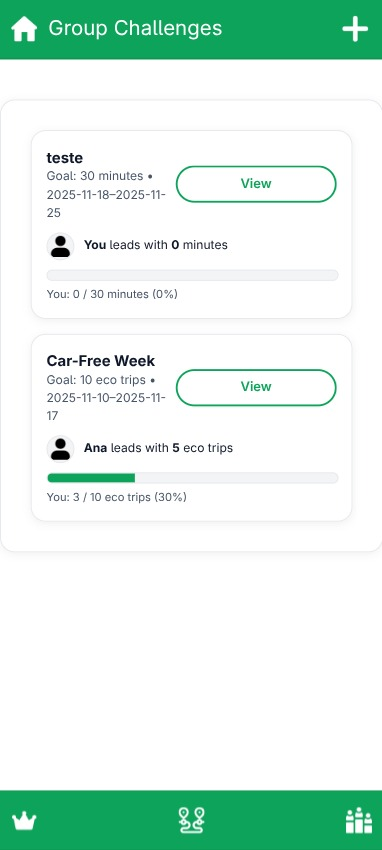 Group Challenges
teste
Goal: 30 minutes •
2025-11-18–2025-11-
25
View
You leads with 0 minutes
You: 0 / 30 minutes (0%)
Car-Free Week
Goal: 10 eco trips •
2025-11-10–2025-11-
17
View
Ana leads with 5 eco trips
You: 3 / 10 eco trips (30%)